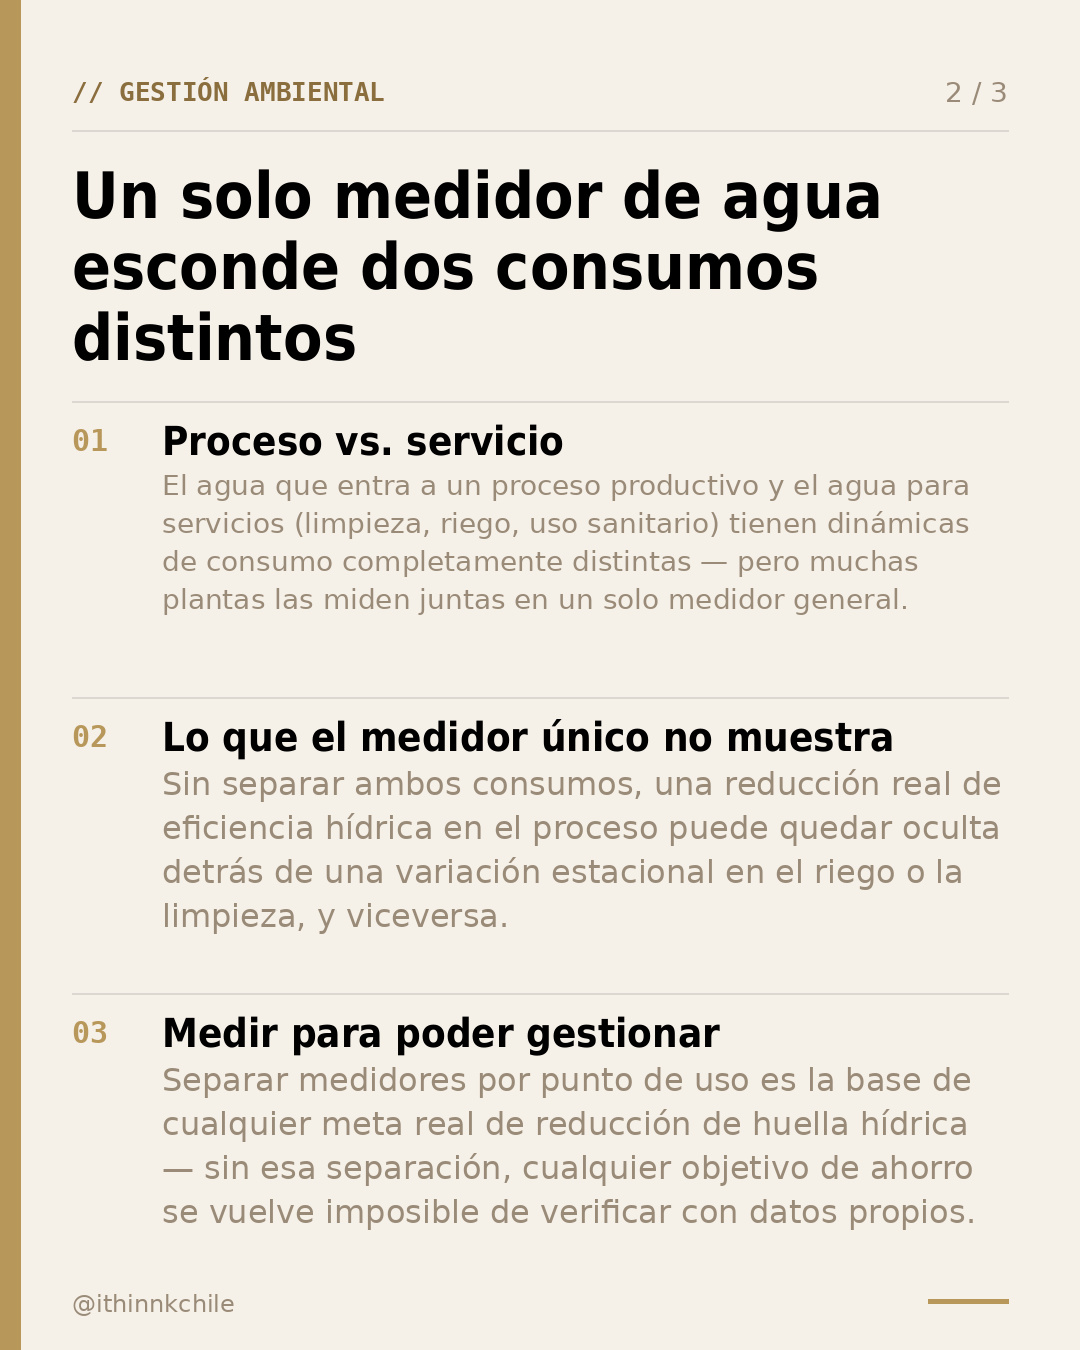 // GESTIÓN AMBIENTAL
2 / 3
Un solo medidor de agua
esconde dos consumos
distintos
01
Proceso vs. servicio
El agua que entra a un proceso productivo y el agua para
servicios (limpieza, riego, uso sanitario) tienen dinámicas
de consumo completamente distintas — pero muchas
plantas las miden juntas en un solo medidor general.
02
Lo que el medidor único no muestra
Sin separar ambos consumos, una reducción real de
eficiencia hídrica en el proceso puede quedar oculta
detrás de una variación estacional en el riego o la
limpieza, y viceversa.
03
Medir para poder gestionar
Separar medidores por punto de uso es la base de
cualquier meta real de reducción de huella hídrica
— sin esa separación, cualquier objetivo de ahorro
se vuelve imposible de verificar con datos propios.
@ithinnkchile